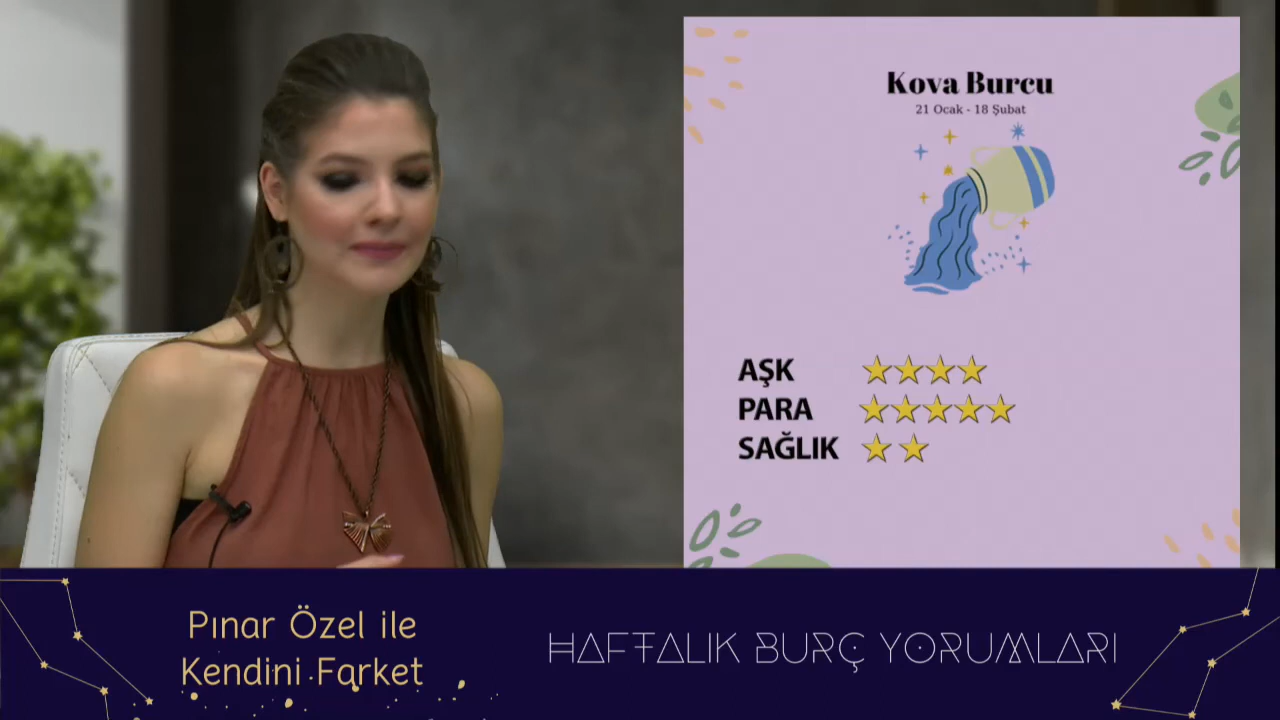 Kova Burcu
21 Ocak - 18 Şubat
AŞK
PARA
SAĞLIK
Pınar Özel ile
Kendini Farket
HAFTALIK BURÇ YORUMLARI